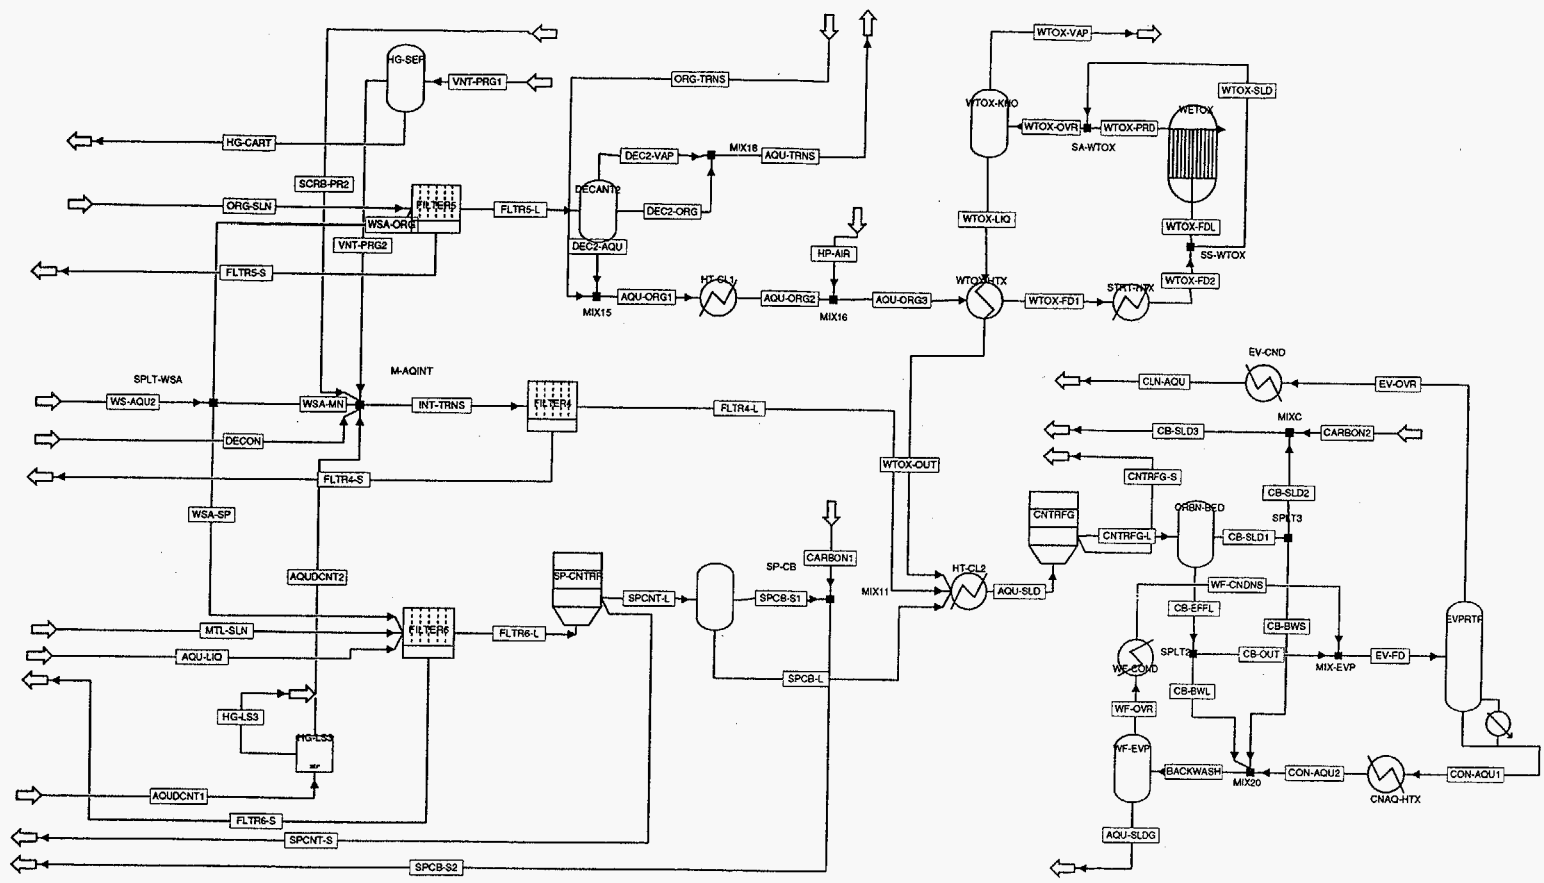 WTOX-VAP
HG-SEP
VNT-PRG1
ORG-TRNS
WTOX-SLD
WTOX-KNO
WETOX
WTOX-OVR
WTOX-PRD
HG-CART
SA-WTOX
MIX18
DEC2-VAP
AQU-TRNS
SCRB-PR2
DECANT2
ORG-SLN
FILTER5
FLTR5-L
DEC2-ORG
WSA-ORG
WTOX-LIQ
WTOX-FDL
VNT-PRG2
DEC2-AQU
HP-AIR
SS-WTOX
FLTR5-S
HT-CL1
WTOX-HTX
STRT-HTX
WTOX-FD2
AQU-ORG1
AQU-ORG2
AQU-ORG3
WTOX-FD1
MIX15
MIX16
EV-CND
SPLT-WSA
M-AQINT
CLN-AQU
EV-OVR
WS-AQU2
WSA-MN
INT-TRNS
FILTER4
FLTR4-L
MIXC
CB-SLD3
CARBON2
DECON
WTOX-OUT
FLTR4-S
CNTRFG-S
CB-SLD2
WSA-SP
CNTRFG
CRBN-BED
SPLT3
CNTRFG-L
CB-SLD1
CARBON1
SP-CB
HT-CL2
AQUDCNT2
SP-CNTRF
WF-CNDNS
MIX11
AQU-SLD
SPCNT-L
SPCB-S1
CB-EFFL
EVPRTR
CB-BWS
MTL-SLN
FILTER6
FLTR6-L
AQU-LIQ
SPLT2
CB-OUT
MIX-EVP
EV-FD
WF-COND
SPCB-L
CB-BWL
WF-OVR
HG-LS3
HG-LS3
SEP
WF-EVP
BACKWASH
MIX20
CON-AQU2
CON-AQU1
CNAQ-HTX
AQUDCNT1
FLTR6-S
AQU-SLDG
SPCNT-S
SPCB-S2